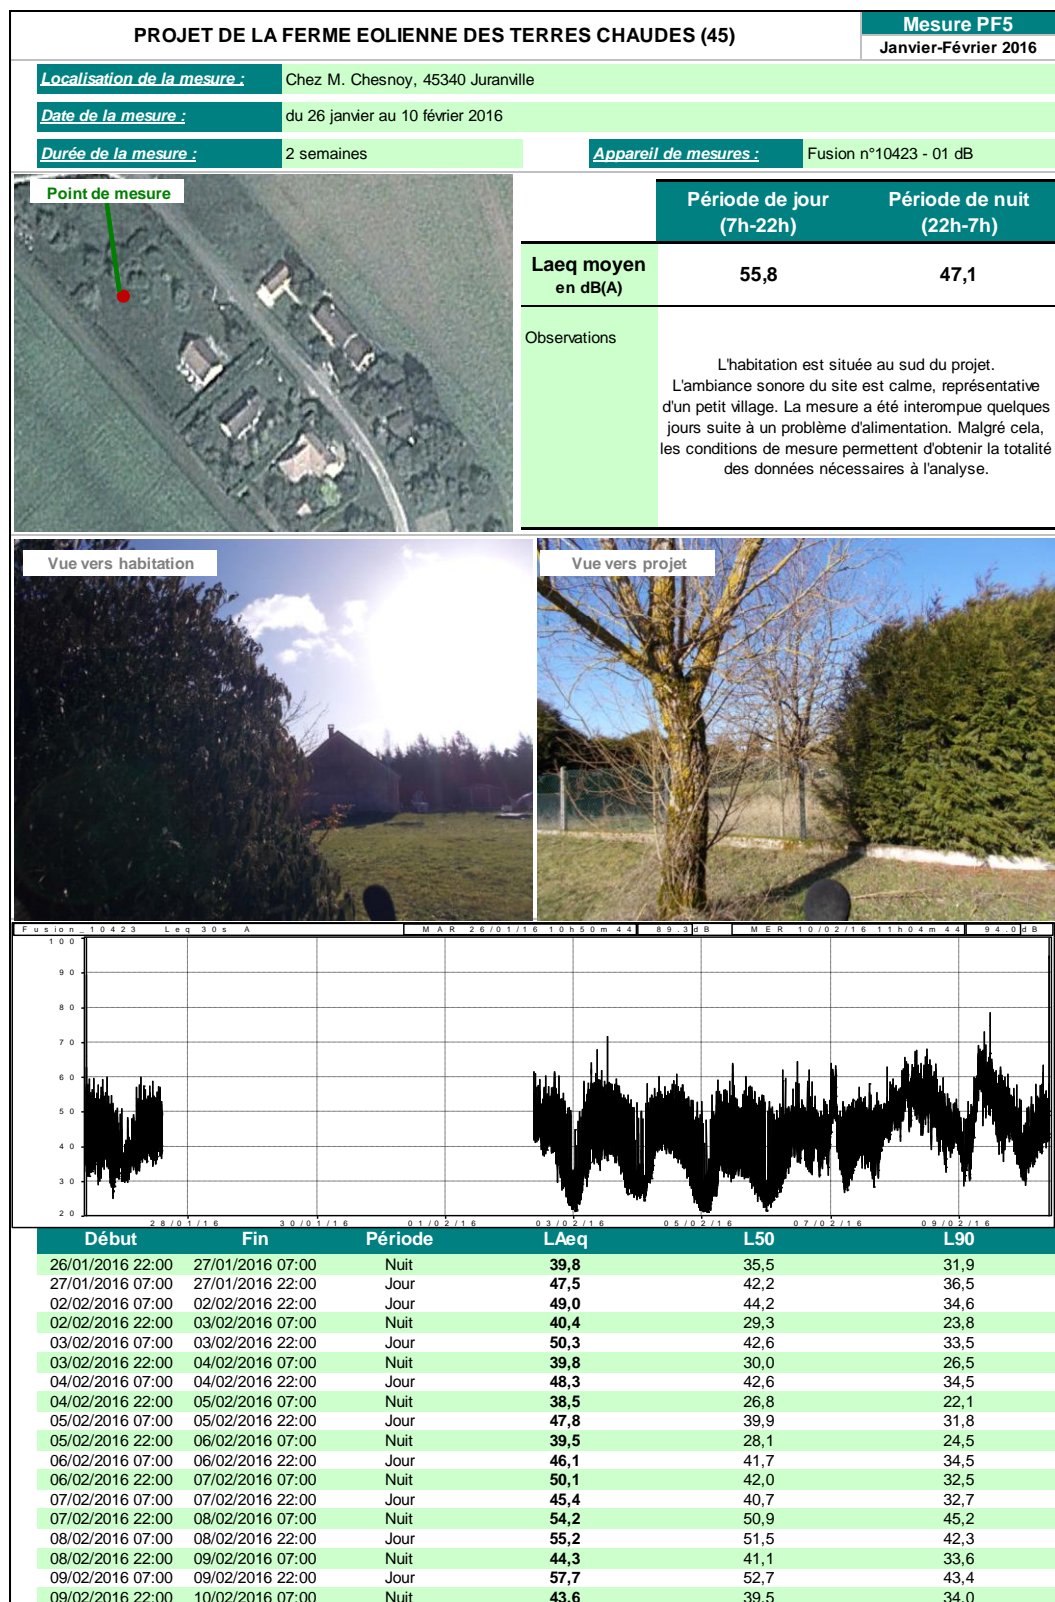 PROJET DE LA FERME EOLIENNE DES TERRES CHAUDES (45)
Mesure PF5
Janvier-Février 2016
Localisation de la mesure :
Chez M. Chesnoy, 45340 Juranville
Date de la mesure :
du 26 janvier au 10 février 2016
Durée de la mesure :
2 semaines
Appareil de mesures :
Fusion n°10423 - 01 dB
Point de mesure
Période de jour
(7h-22h)
Période de nuit
(22h-7h)
Laeq moyen
en dB(A)
55,8
47,1
Observations
L'habitation est située au sud du projet.
L'ambiance sonore du site est calme, représentative
d'un petit village. La mesure a été interompue quelques
jours suite à un problème d'alimentation. Malgré cela,
les conditions de mesure permettent d'obtenir la totalité
des données nécessaires à l'analyse.
Vue vers habitation
Vue vers projet
Fusion_10423 Leq 30s A MAR 26/01/16 10h50m44 89.3dB MER 10/02/16 11h04m44 94.0dB
100
90
80
70
60
50
40
30
20
28/01/16 30/01/16 01/02/16 03/02/16 05/02/16 07/02/16 09/02/16
Début Fin Période LAeq L50 L90
26/01/2016 22:00 27/01/2016 07:00 Nuit 39,8 35,5 31,9
27/01/2016 07:00 27/01/2016 22:00 Jour 47,5 42,2 36,5
02/02/2016 07:00 02/02/2016 22:00 Jour 49,0 44,2 34,6
02/02/2016 22:00 03/02/2016 07:00 Nuit 40,4 29,3 23,8
03/02/2016 07:00 03/02/2016 22:00 Jour 50,3 42,6 33,5
03/02/2016 22:00 04/02/2016 07:00 Nuit 39,8 30,0 26,5
04/02/2016 07:00 04/02/2016 22:00 Jour 48,3 42,6 34,5
04/02/2016 22:00 05/02/2016 07:00 Nuit 38,5 26,8 22,1
05/02/2016 07:00 05/02/2016 22:00 Jour 47,8 39,9 31,8
05/02/2016 22:00 06/02/2016 07:00 Nuit 39,5 28,1 24,5
06/02/2016 07:00 06/02/2016 22:00 Jour 46,1 41,7 34,5
06/02/2016 22:00 07/02/2016 07:00 Nuit 50,1 42,0 32,5
07/02/2016 07:00 07/02/2016 22:00 Jour 45,4 40,7 32,7
07/02/2016 22:00 08/02/2016 07:00 Nuit 54,2 50,9 45,2
08/02/2016 07:00 08/02/2016 22:00 Jour 55,2 51,5 42,3
08/02/2016 22:00 09/02/2016 07:00 Nuit 44,3 41,1 33,6
09/02/2016 07:00 09/02/2016 22:00 Jour 57,7 52,7 43,4
09/02/2016 22:00 10/02/2016 07:00 Nuit 43,6 39,5 34,0